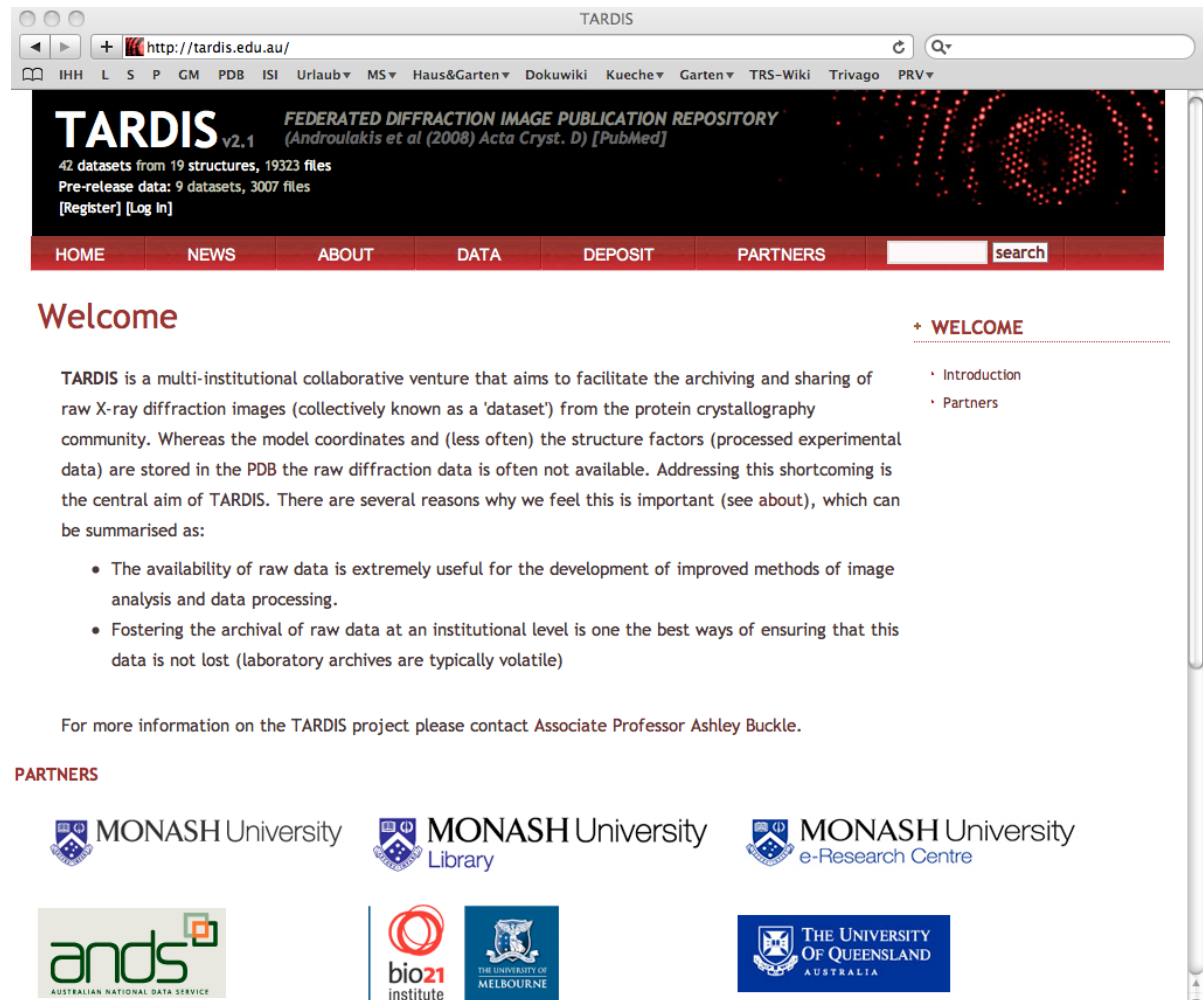 TARDIS
http://tardis.edu.au/
IHH L S P GM PDB ISI Urlaub MS Haus&Garten Dokuwiki Kueche Garten TRS-Wiki Trivago PRV
TARDIS v2.1
FEDERATED DIFFRACTION IMAGE PUBLICATION REPOSITORY
(Androulakis et al (2008) Acta Cryst. D) [PubMed]
42 datasets from 19 structures, 19323 files
Pre-release data: 9 datasets, 3007 files
[Register] [Log In]
HOME NEWS ABOUT DATA DEPOSIT PARTNERS search
Welcome
TARDIS is a multi-institutional collaborative venture that aims to facilitate the archiving and sharing of
raw X-ray diffraction images (collectively known as a 'dataset') from the protein crystallography
community. Whereas the model coordinates and (less often) the structure factors (processed experimental
data) are stored in the PDB the raw diffraction data is often not available. Addressing this shortcoming is
the central aim of TARDIS. There are several reasons why we feel this is important (see about), which can
be summarised as:
• The availability of raw data is extremely useful for the development of improved methods of image
analysis and data processing.
• Fostering the archival of raw data at an institutional level is one the best ways of ensuring that this
data is not lost (laboratory archives are typically volatile)
For more information on the TARDIS project please contact Associate Professor Ashley Buckle.
+ WELCOME
Introduction
Partners
PARTNERS
MONASH University
MONASH University
Library
MONASH University
e-Research Centre
ands
AUSTRALIAN NATIONAL DATA SERVICE
bio21
institute
THE UNIVERSITY OF
MELBOURNE
THE UNIVERSITY
OF QUEENSLAND
AUSTRALIA